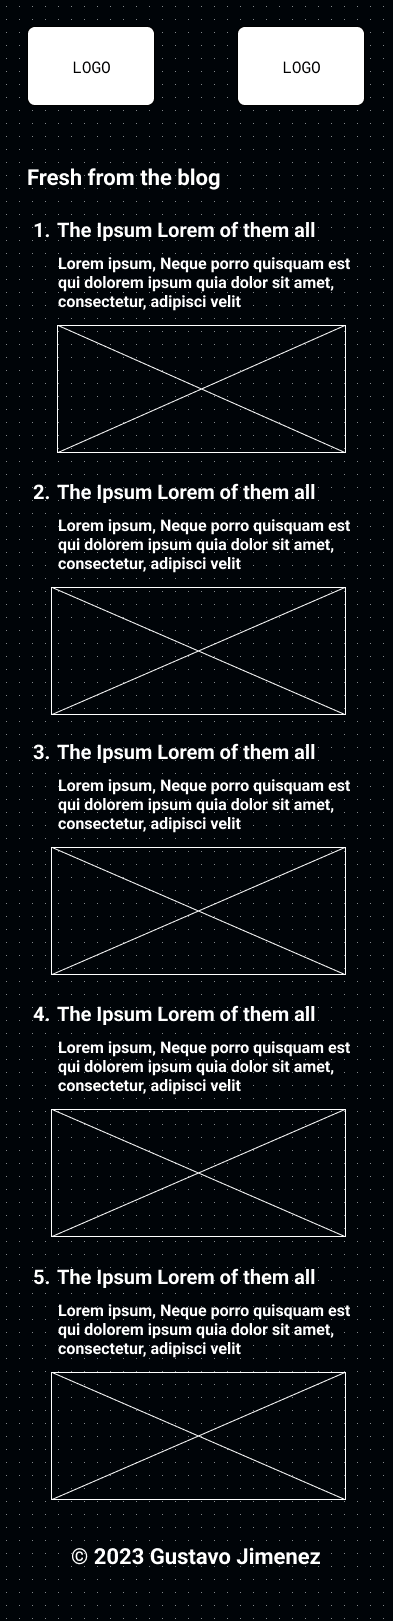 LOGO LOGO
Fresh from the blog
1. The Ipsum Lorem of them all
Lorem ipsum, Neque porro quisquam est
qui dolorem ipsum quia dolor sit amet,
consectetur, adipisci velit
2. The Ipsum Lorem of them all
Lorem ipsum, Neque porro quisquam est
qui dolorem ipsum quia dolor sit amet,
consectetur, adipisci velit
3. The Ipsum Lorem of them all
Lorem ipsum, Neque porro quisquam est
qui dolorem ipsum quia dolor sit amet,
consectetur, adipisci velit
4. The Ipsum Lorem of them all
Lorem ipsum, Neque porro quisquam est
qui dolorem ipsum quia dolor sit amet,
consectetur, adipisci velit
5. The Ipsum Lorem of them all
Lorem ipsum, Neque porro quisquam est
qui dolorem ipsum quia dolor sit amet,
consectetur, adipisci velit
© 2023 Gustavo Jimenez